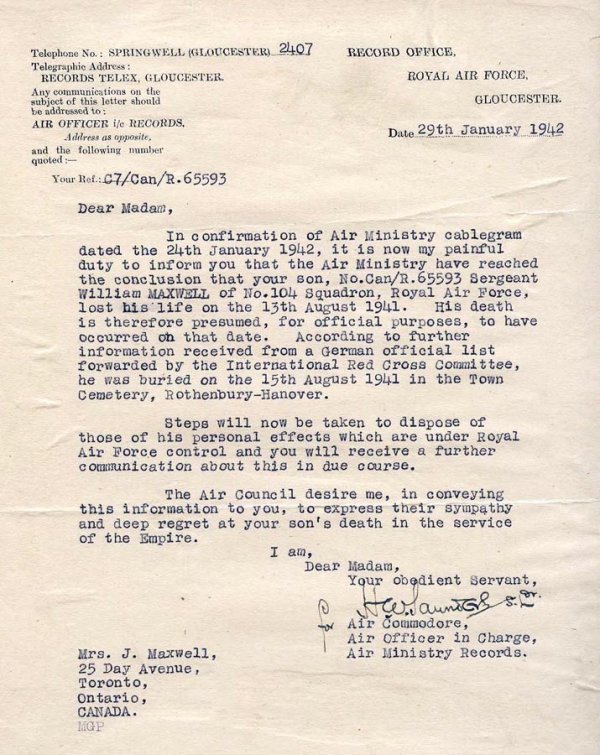 Telephone No.: SPRINGWELL (GLOUCESTER) 2407
Telegraphic Address:
RECORDS TELEX, GLOUCESTER.
Any communications on the
subject of this letter should
be addressed to:
AIR OFFICER i/c RECORDS.
Address as opposite,
and the following number
quoted:—
Your Ref.: C7/Can/R.65593
RECORD OFFICE,
ROYAL AIR FORCE,
GLOUCESTER.
Date 29th January 1942
Dear Madam,
In confirmation of Air Ministry cablegram
dated the 24th January 1942, it is now my painful
duty to inform you that the Air Ministry have reached
the conclusion that your son, No.Can/R.65593 Sergeant
William MAXWELL of No.104 Squadron, Royal Air Force,
lost his life on the 13th August 1941. His death
is therefore presumed, for official purposes, to have
occurred on that date. According to further
information received from a German official list
forwarded by the International Red Cross Committee,
he was buried on the 15th August 1941 in the Town
Cemetery, Rothenbury-Hanover.
Steps will now be taken to dispose of
those of his personal effects which are under Royal
Air Force control and you will receive a further
communication about this in due course.
The Air Council desire me, in conveying
this information to you, to express their sympathy
and deep regret at your son's death in the service
of the Empire.
I am,
Dear Madam,
Your obedient Servant,
for
Air Commodore,
Air Officer in Charge,
Air Ministry Records.
Mrs. J. Maxwell,
25 Day Avenue,
Toronto,
Ontario,
CANADA.
MGP